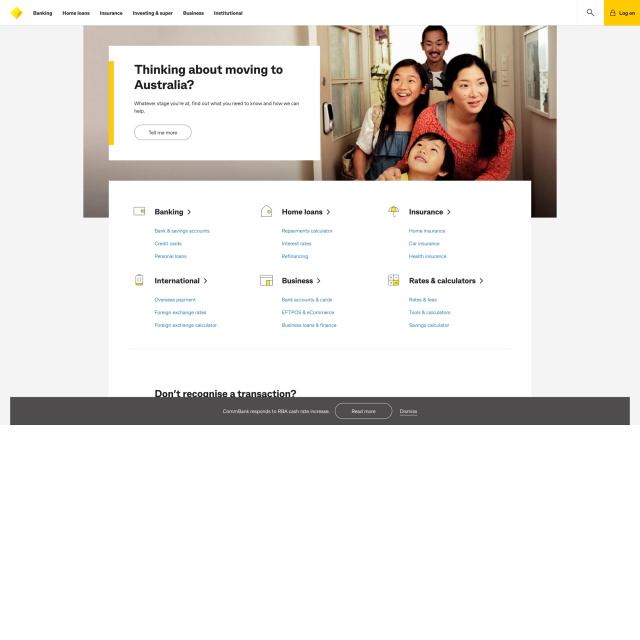 Banking Home loans Insurance Investing & super Business Institutional
Log on
Thinking about moving to
Australia?
Whatever stage you're at, find out what you need to know and how we can
help.
Tell me more
Banking
Bank & savings accounts
Credit cards
Personal loans
Home loans
Repayments calculator
Interest rates
Refinancing
Insurance
Home insurance
Car insurance
Health insurance
International
Overseas payment
Foreign exchange rates
Foreign exchange calculator
Business
Bank accounts & cards
EFTPOS & eCommerce
Business loans & finance
Rates & calculators
Rates & fees
Tools & calculators
Savings calculator
Don't recognise a transaction?
CommBank responds to RBA cash rate increase.
Read more
Dismiss